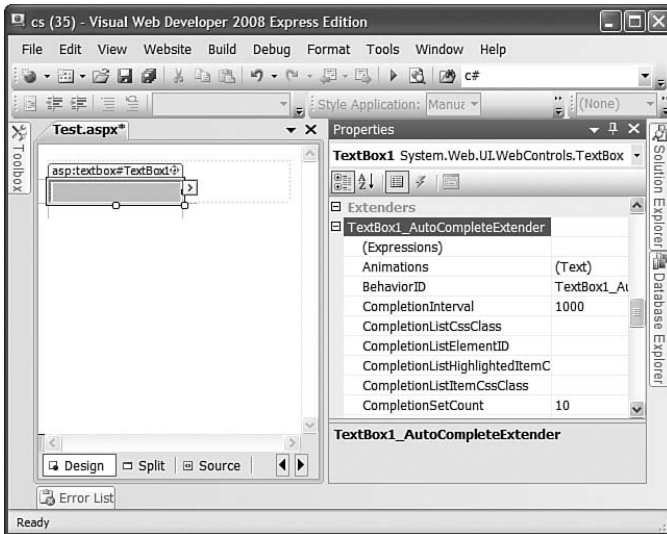 cs (35) - Visual Web Developer 2008 Express Edition
File Edit View Website Build Debug Format Tools Window Help
c#
Style Application: Manua
(None)
Toolbox
Test.aspx*
asp:textbox#TextBox1
Design Split Source
Properties
TextBox1 System.Web.UI.WebControls.TextBox
Extenders
TextBox1_AutoCompleteExtender
(Expressions)
Animations (Text)
BehaviorID TextBox1_Au
CompletionInterval 1000
CompletionListCssClass
CompletionListElementID
CompletionListHighlightedItemC
CompletionListItemCssClass
CompletionSetCount 10
TextBox1_AutoCompleteExtender
Solution Explorer
Database Explorer
Error List
Ready